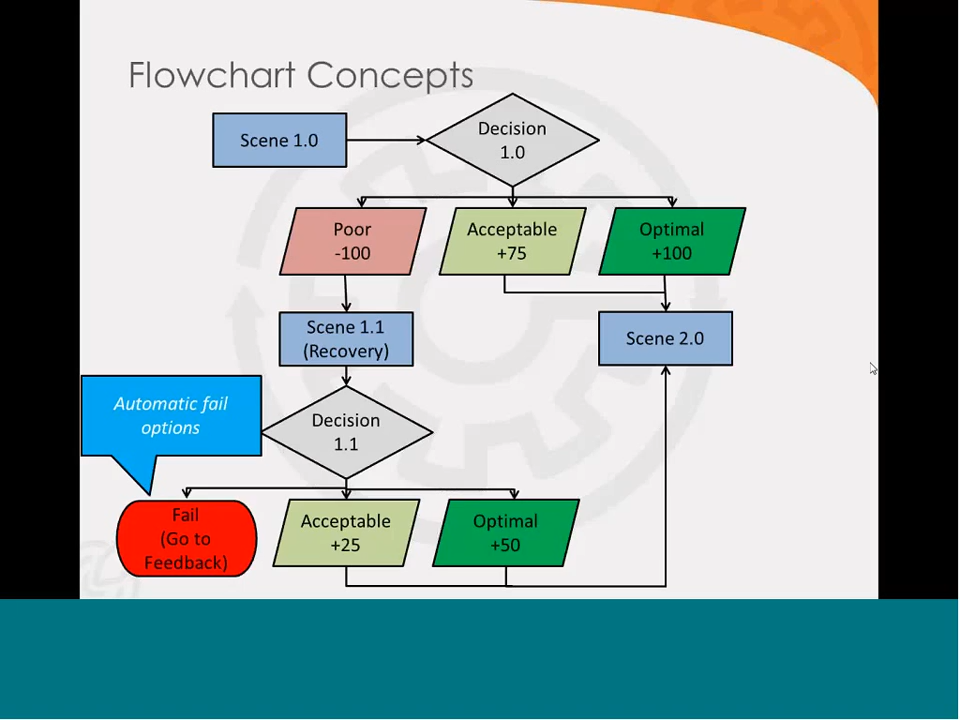 Flowchart Concepts
Scene 1.0
Decision
1.0
Poor
-100
Acceptable
+75
Optimal
+100
Scene 1.1
(Recovery)
Scene 2.0
Automatic fail
options
Decision
1.1
Fail
(Go to
Feedback)
Acceptable
+25
Optimal
+50